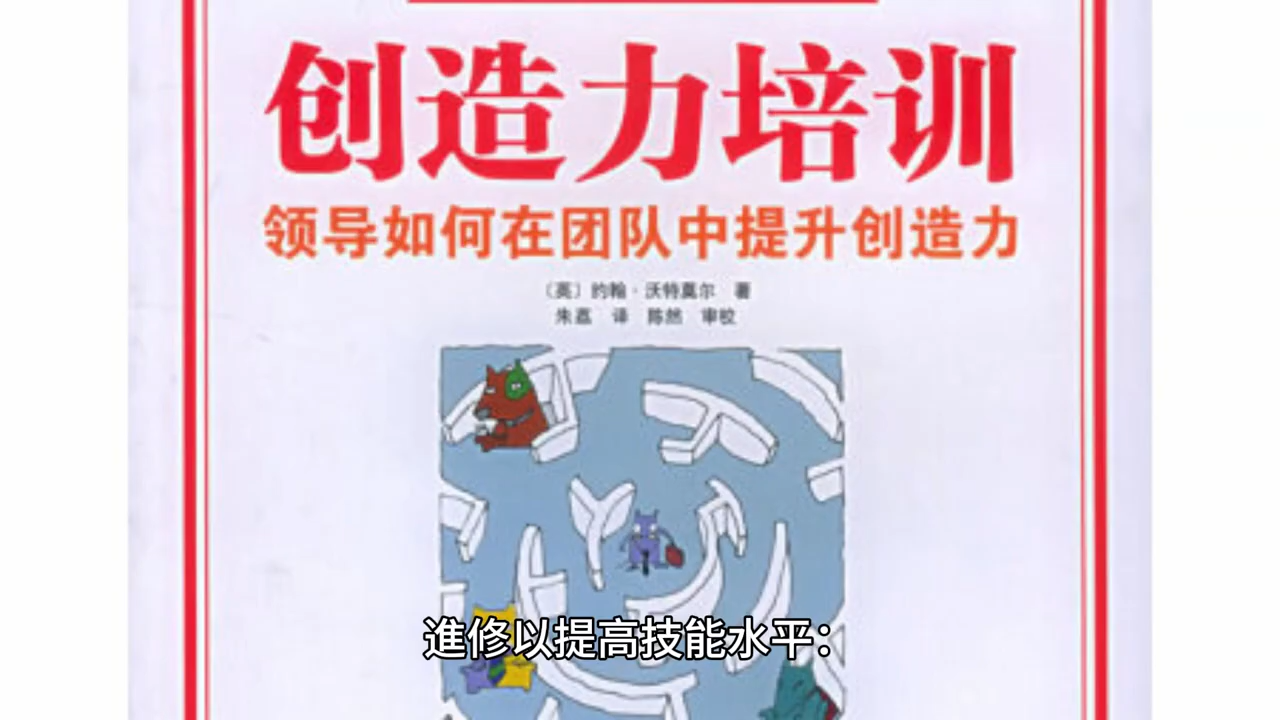 创造力培训
领导如何在团队中提升创造力
〔英〕约翰·沃特莫尔 著
朱嘉 译 陈然 审校
進修以提高技能水平：